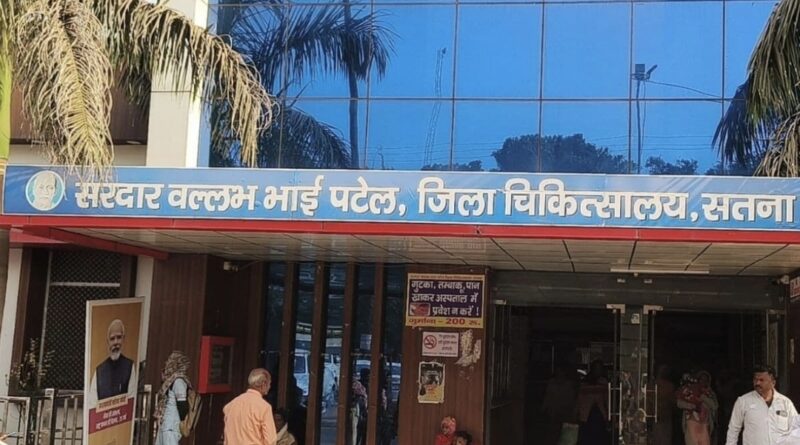 सरदार वल्लभ भाई पटेल, जिला चिकित्सालय, सतना
गुटका, तम्बाकू, पान
खाकर अस्पताल में
प्रवेश न करें !
जुर्माना - 200 रू.